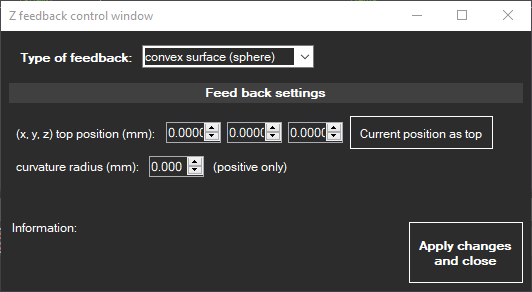 Z feedback control window
Type of feedback: convex surface (sphere)
Feed back settings
(x, y, z) top position (mm): 0.0000 0.0000 0.0000 Current position as top
curvature radius (mm): 0.000 (positive only)
Information:
Apply changes
and close